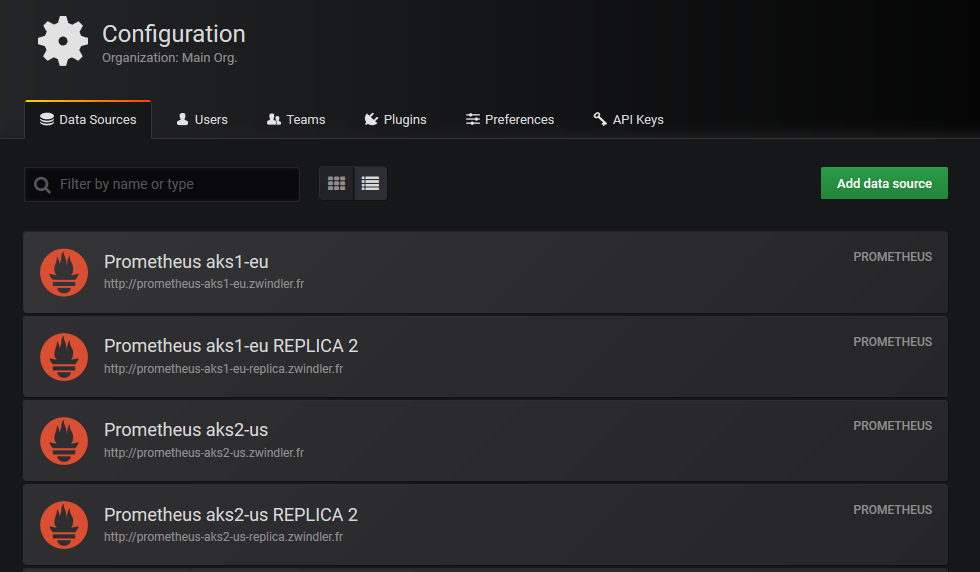 Configuration
Organization: Main Org.
Data Sources Users Teams Plugins Preferences API Keys
Filter by name or type Add data source
Prometheus aks1-eu PROMETHEUS
http://prometheus-aks1-eu.zwindler.fr
Prometheus aks1-eu REPLICA 2 PROMETHEUS
http://prometheus-aks1-eu-replica.zwindler.fr
Prometheus aks2-us PROMETHEUS
http://prometheus-aks2-us.zwindler.fr
Prometheus aks2-us REPLICA 2 PROMETHEUS
http://prometheus-aks2-us-replica.zwindler.fr